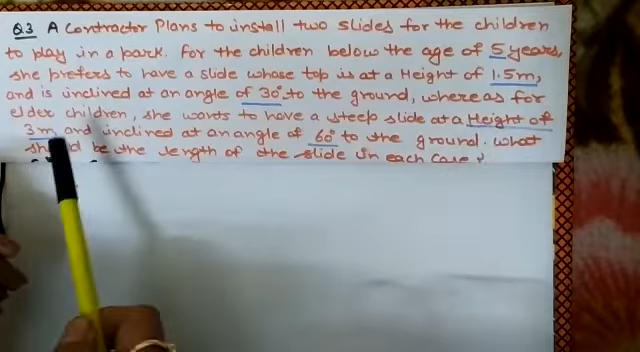 Q.3 A Contractor Plans to install two slides for the children
to play in a park. For the children below the age of 5 years,
she prefers to have a slide whose top is at a Height of 1.5m,
and is inclined at an angle of 30° to the ground, whereas for
elder children, she wants to have a steep slide at a Height of
3m, and inclined at an angle of 60° to the ground. what
be the length of the slide in each case?